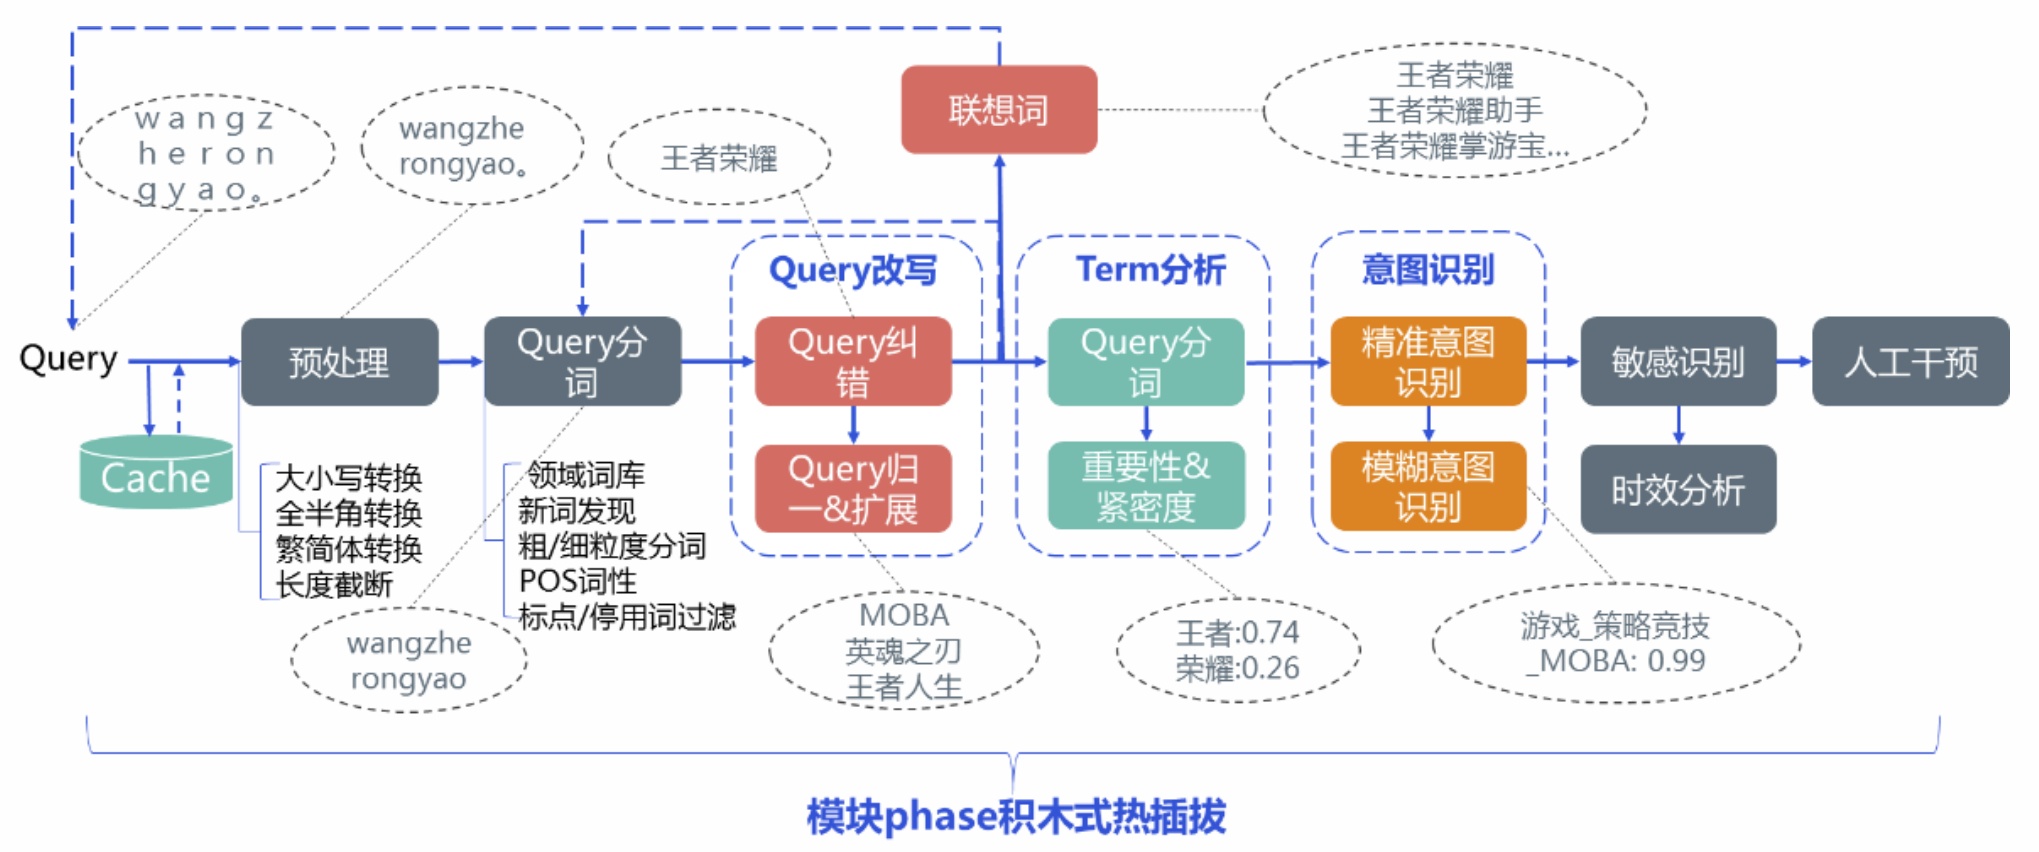 联想词
王者荣耀
王者荣耀助手
王者荣耀掌游宝...
w a n g z
h e r o n
g y a o 。
wangzhe
rongyao。
王者荣耀
Query改写
Term分析
意图识别
Query
预处理
Query分
词
Query纠
错
Query分
词
精准意图
识别
敏感识别
人工干预
Cache
大小写转换
全半角转换
繁简体转换
长度截断
领域词库
新词发现
粗/细粒度分词
POS词性
标点/停用词过滤
Query归
一&扩展
重要性&
紧密度
模糊意图
识别
时效分析
wangzhe
rongyao
MOBA
英魂之刃
王者人生
王者:0.74
荣耀:0.26
游戏_策略竞技
_MOBA: 0.99
模块phase积木式热插拔